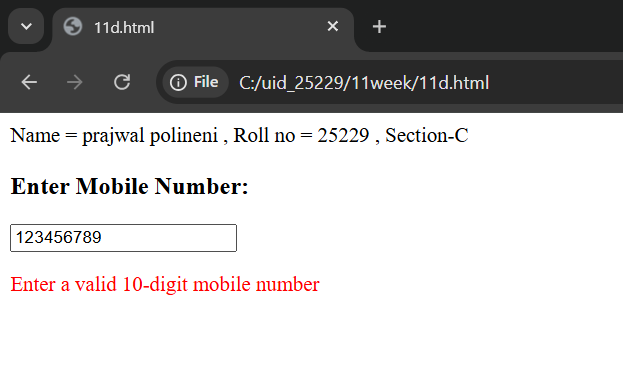 11d.html
File C:/uid_25229/11week/11d.html
Name = prajwal polineni , Roll no = 25229 , Section-C
Enter Mobile Number:
123456789
Enter a valid 10-digit mobile number